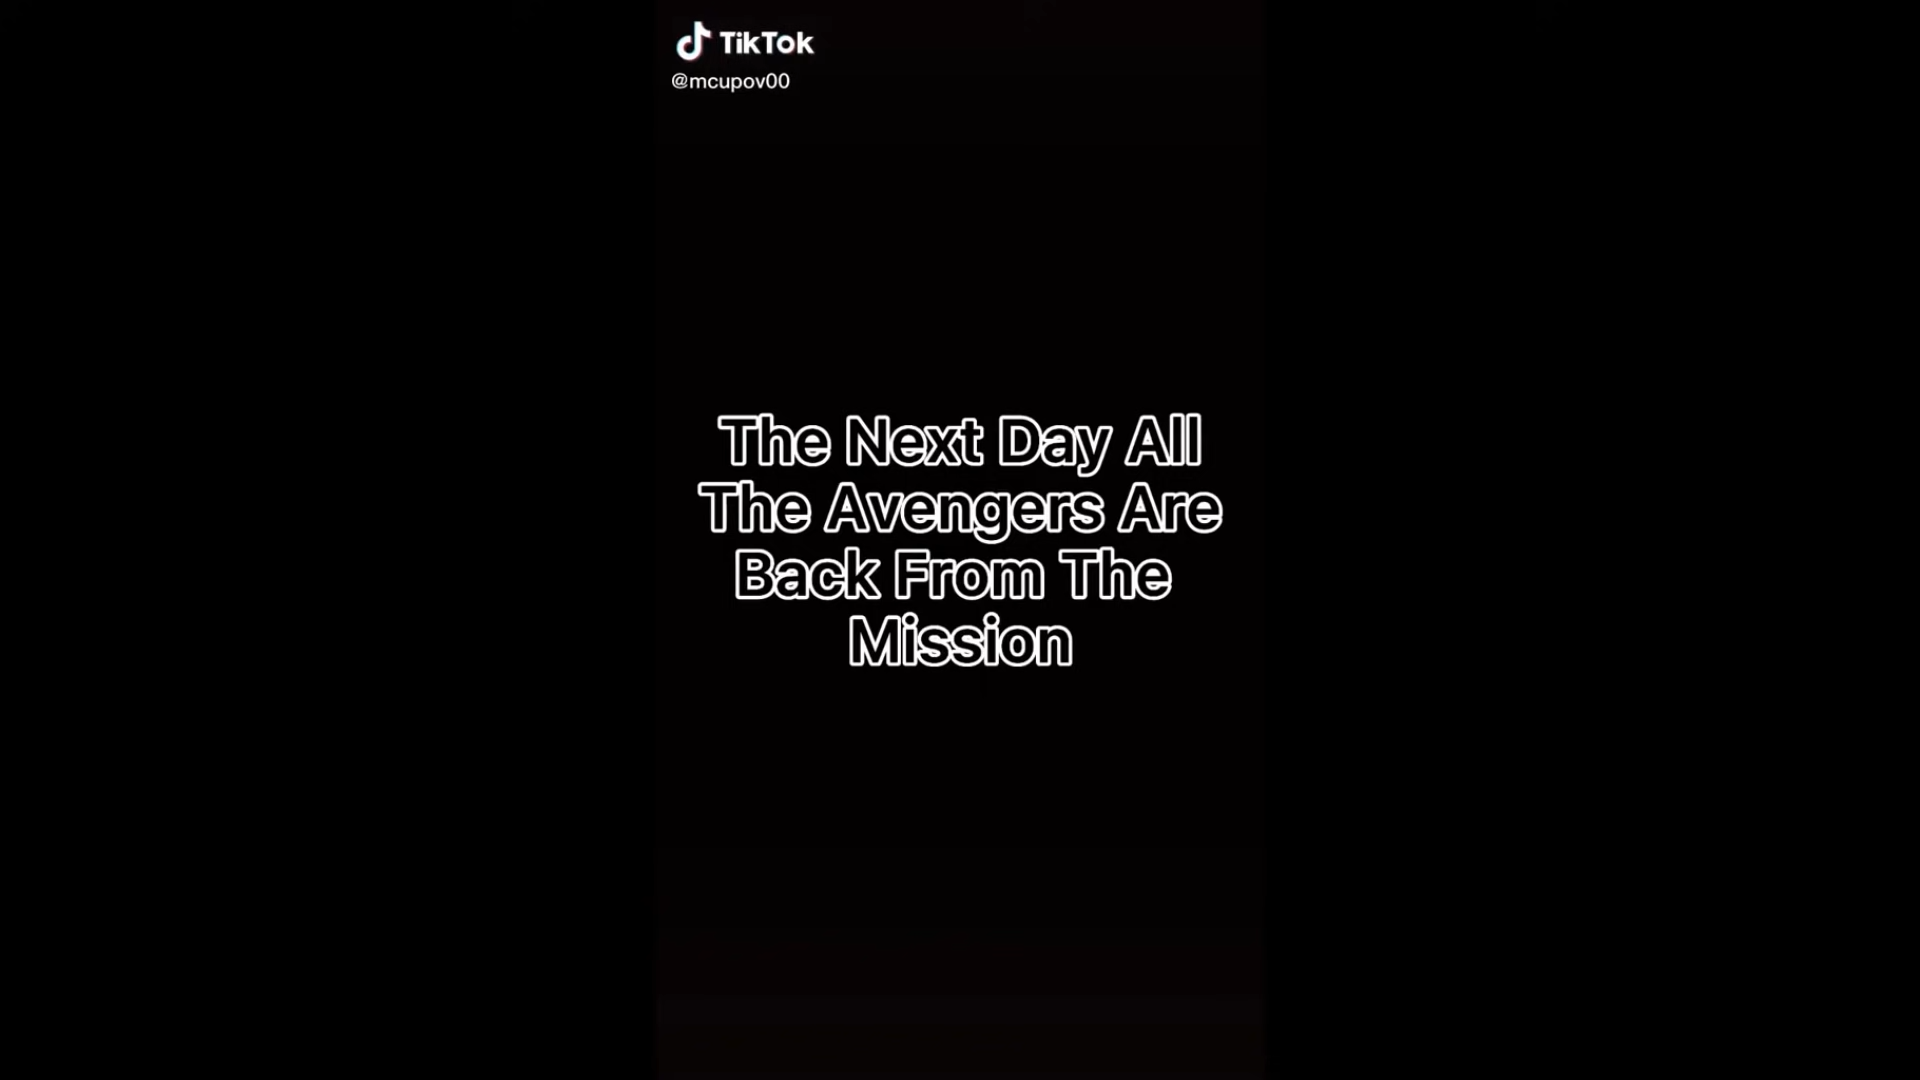 TikTok
@mcupov00
The Next Day All
The Avengers Are
Back From The
Mission